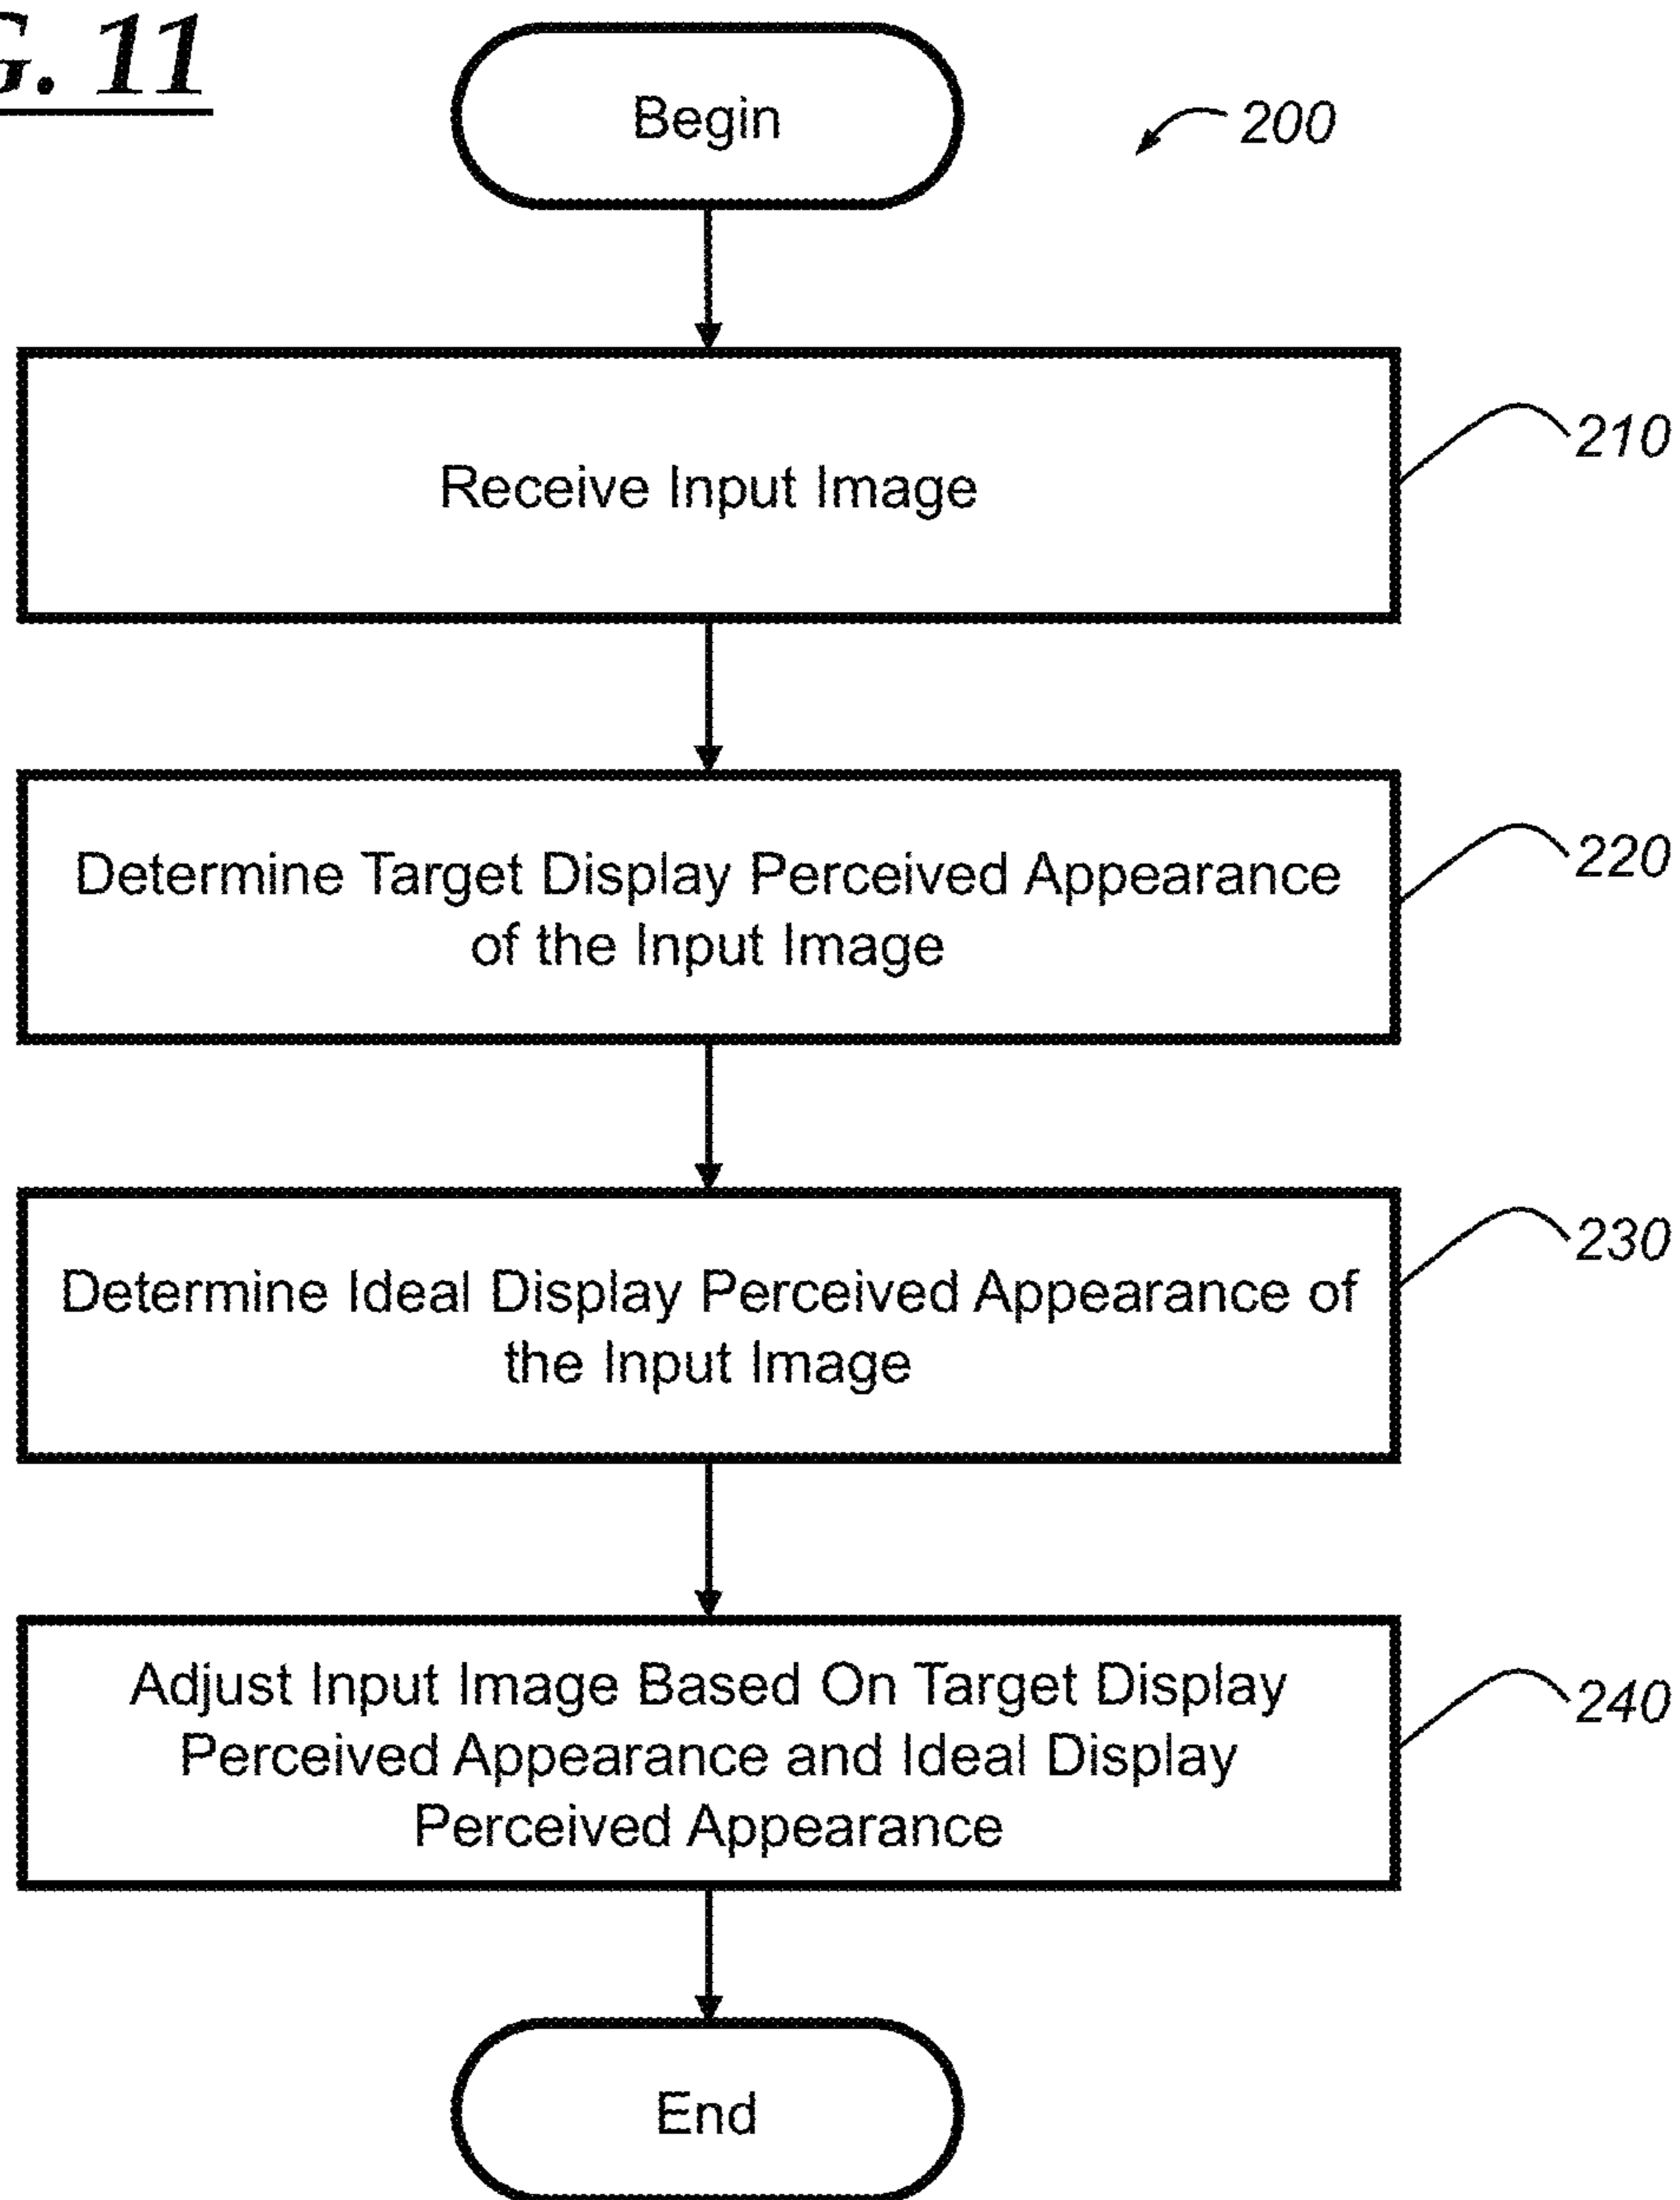 G. 11
Begin
200
Receive Input Image
210
Determine Target Display Perceived Appearance
of the Input Image
220
Determine Ideal Display Perceived Appearance of
the Input Image
230
Adjust Input Image Based On Target Display
Perceived Appearance and Ideal Display
Perceived Appearance
240
End